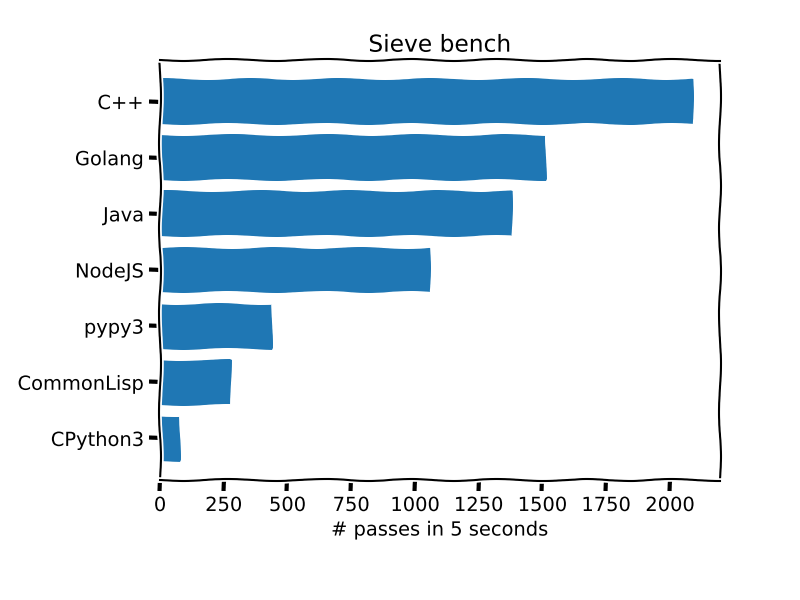 Sieve bench
C++
Golang
Java
NodeJS
pypy3
CommonLisp
CPython3
0 250 500 750 1000 1250 1500 1750 2000
# passes in 5 seconds